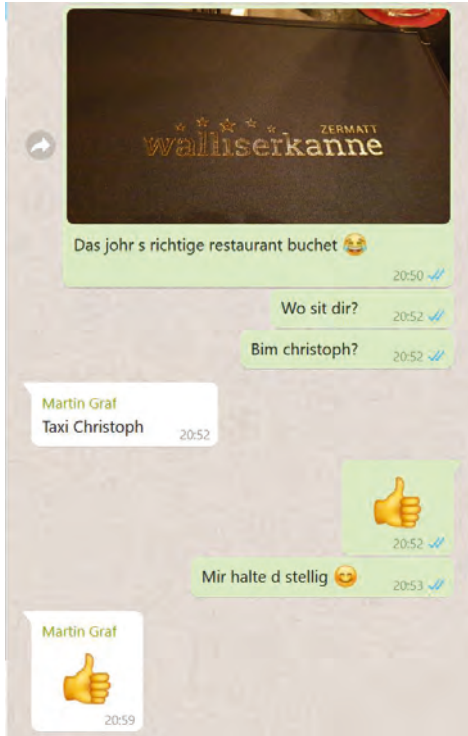 ZERMATT
walliserkanne
Das johr s richtige restaurant buchet 😂
20:50
Wo sit dir?
20:52
Bim christoph?
20:52
Martin Graf
Taxi Christoph
20:52
👍
20:52
Mir halte d stellig 😊
20:53
Martin Graf
👍
20:59